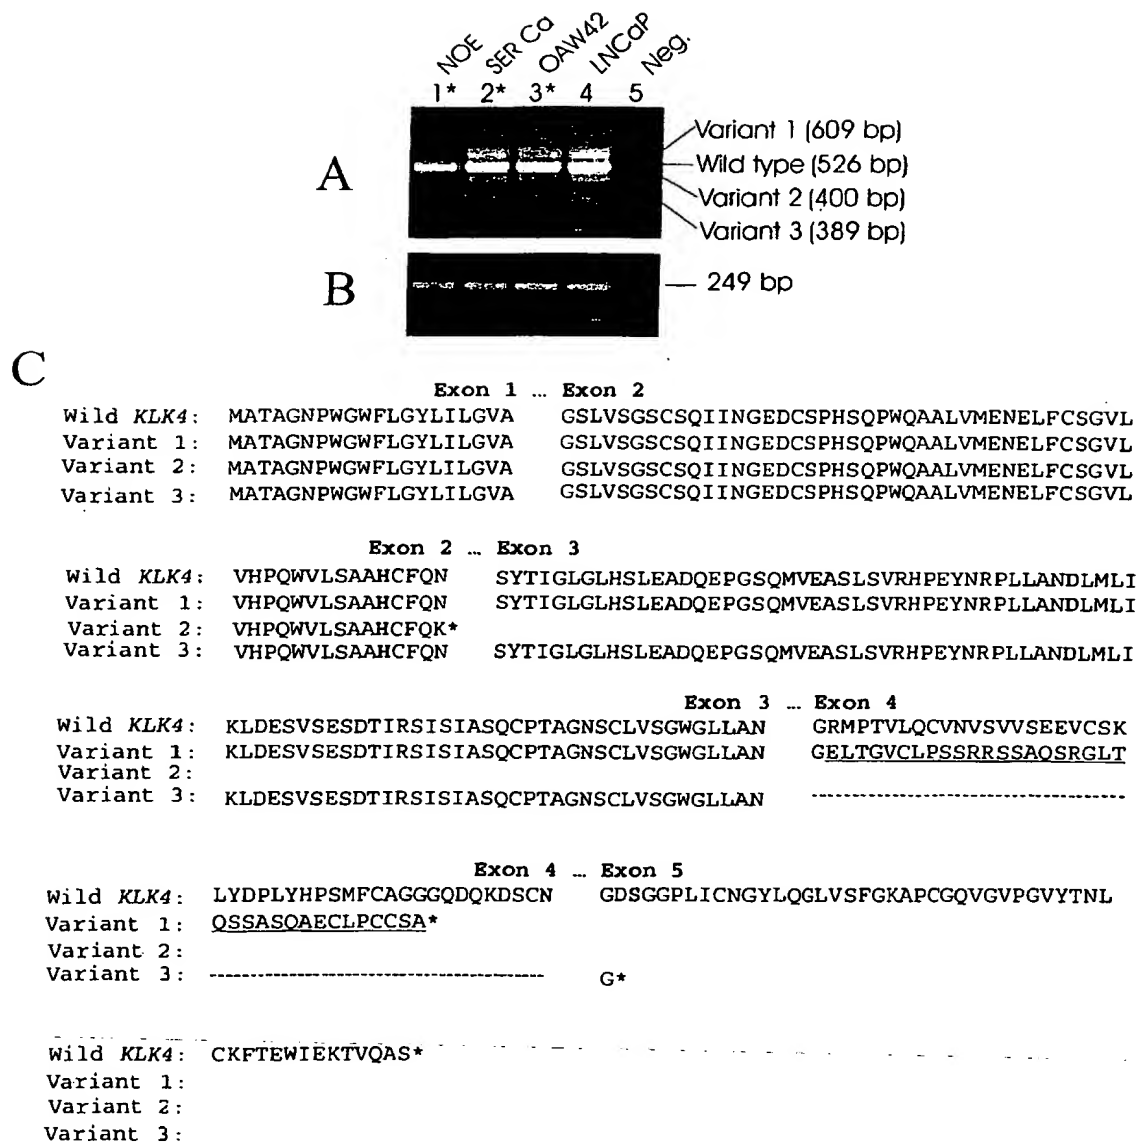 NOE SER Ca OAW42 LNCaP Neg.
1* 2* 3* 4 5
A
Variant 1 (609 bp)
Wild type (526 bp)
Variant 2 (400 bp)
Variant 3 (389 bp)
B
249 bp
C
Exon 1 … Exon 2
Wild KLK4: MATAGNPWGWFLGYLILGVA GSLVSGSCSQIINGEDCSPHSQPWQAALVMENELFCSGVL
Variant 1: MATAGNPWGWFLGYLILGVA GSLVSGSCSQIINGEDCSPHSQPWQAALVMENELFCSGVL
Variant 2: MATAGNPWGWFLGYLILGVA GSLVSGSCSQIINGEDCSPHSQPWQAALVMENELFCSGVL
Variant 3: MATAGNPWGWFLGYLILGVA GSLVSGSCSQIINGEDCSPHSQPWQAALVMENELFCSGVL
Exon 2 … Exon 3
Wild KLK4: VHPQWVLSAAHCFQN SYTIGLGLHSLEADQEPGSQMVEASLSVRHPEYNRPLLANDLMLI
Variant 1: VHPQWVLSAAHCFQN SYTIGLGLHSLEADQEPGSQMVEASLSVRHPEYNRPLLANDLMLI
Variant 2: VHPQWVLSAAHCFQK*
Variant 3: VHPQWVLSAAHCFQN SYTIGLGLHSLEADQEPGSQMVEASLSVRHPEYNRPLLANDLMLI
Exon 3 … Exon 4
Wild KLK4: KLDESVSESDTIRSISIASQCPTAGNSCLVSGWGLLAN GRMPTVLQCVNVSVVSEEVCSK
Variant 1: KLDESVSESDTIRSISIASQCPTAGNSCLVSGWGLLAN GELTGVCLPSSRRSSAQSRGLT
Variant 2:
Variant 3: KLDESVSESDTIRSISIASQCPTAGNSCLVSGWGLLAN ----------------------
Exon 4 … Exon 5
Wild KLK4: LYDPLYHPSMFCAGGGQDQKDSCN GDSGGPLICNGYLQGLVSFGKAPCGQVGVPGVYTNL
Variant 1: QSSASQAECLPCCSA*
Variant 2:
Variant 3: ------------------------ G*
Wild KLK4: CKFTEWIEKTVQAS*
Variant 1:
Variant 2:
Variant 3: